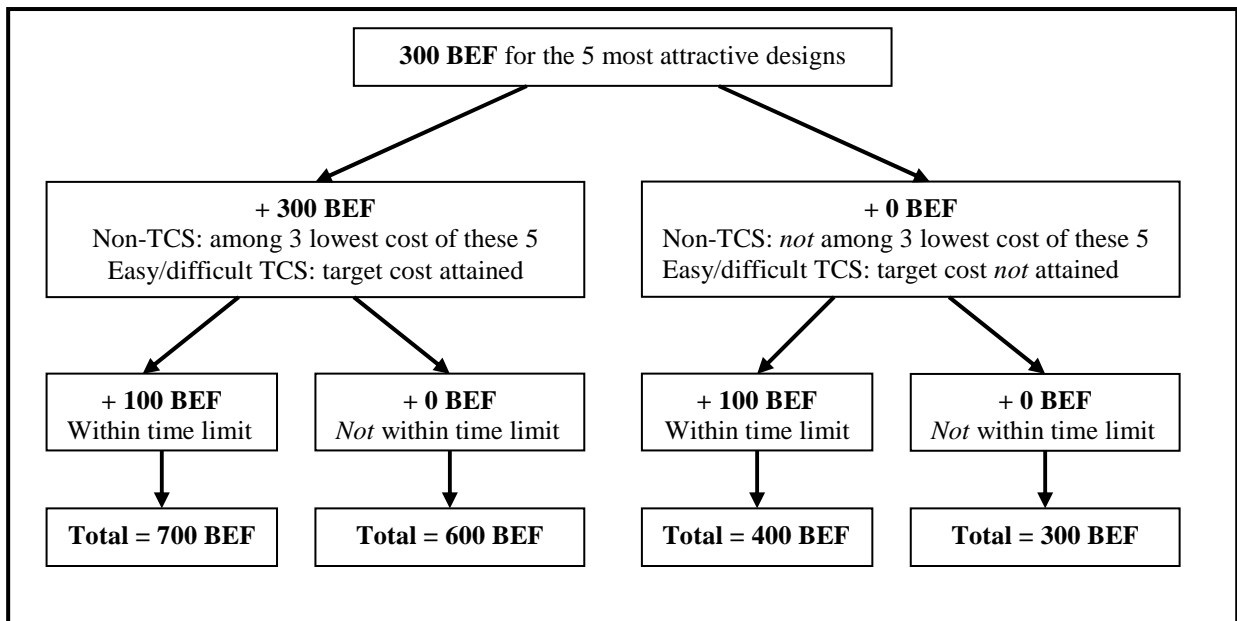 300 BEF for the 5 most attractive designs
+ 300 BEF
Non-TCS: among 3 lowest cost of these 5
Easy/difficult TCS: target cost attained
+ 0 BEF
Non-TCS: not among 3 lowest cost of these 5
Easy/difficult TCS: target cost not attained
+ 100 BEF
Within time limit
+ 0 BEF
Not within time limit
+ 100 BEF
Within time limit
+ 0 BEF
Not within time limit
Total = 700 BEF
Total = 600 BEF
Total = 400 BEF
Total = 300 BEF